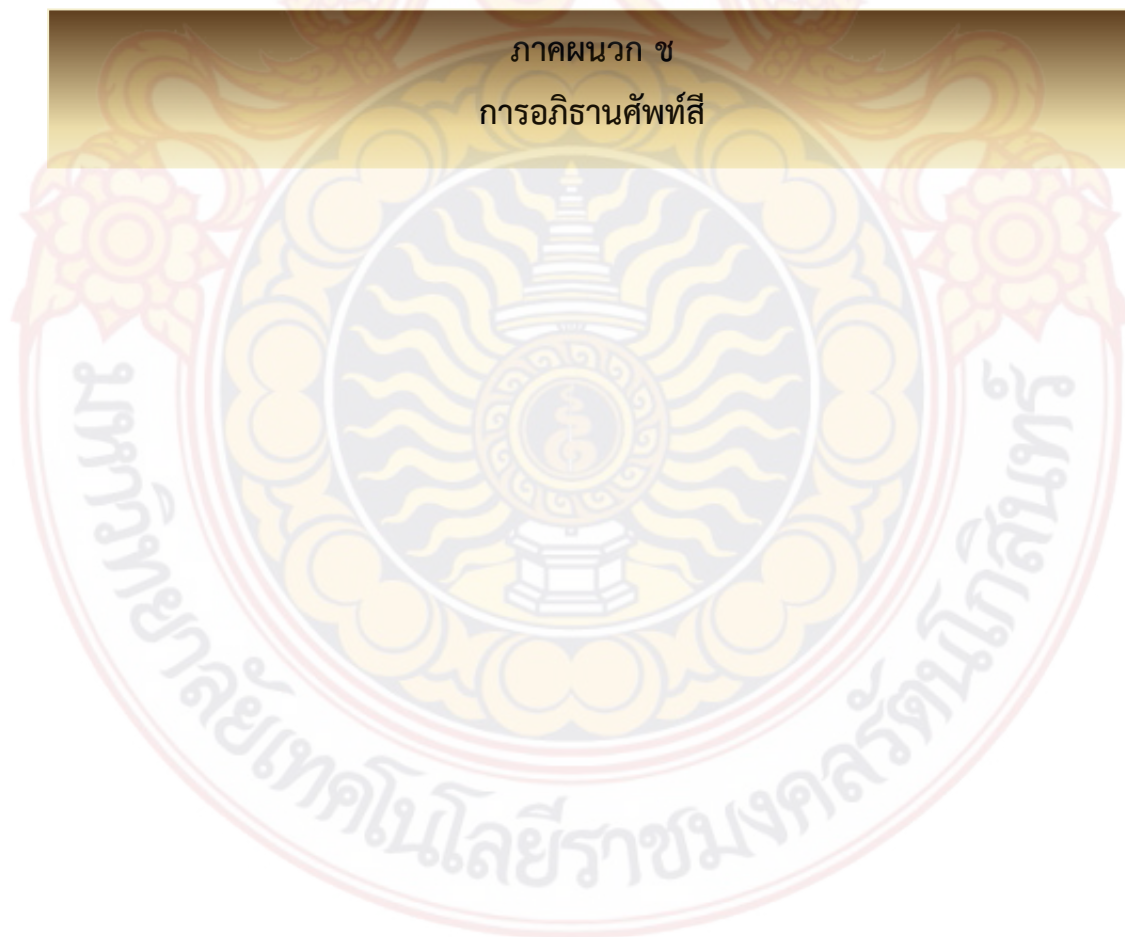 ภาคผนวก ช
การอภิธานศัพท์สี
มหาวิทยาลัยเทคโนโลยีราชมงคลรัตนโกสินทร์